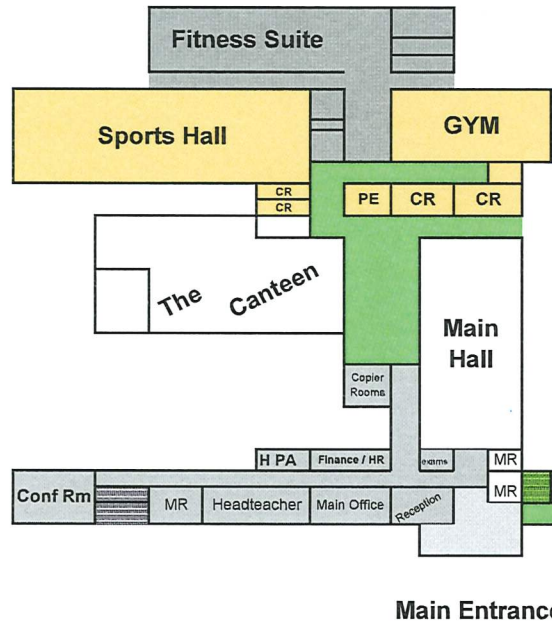 Fitness Suite
Sports Hall
GYM
CR
CR
PE
CR
CR
The Canteen
Main
Hall
Copier
Rooms
H PA
Finance / HR
exams
MR
Conf Rm
MR
Headteacher
Main Office
Reception
MR
Main Entrance